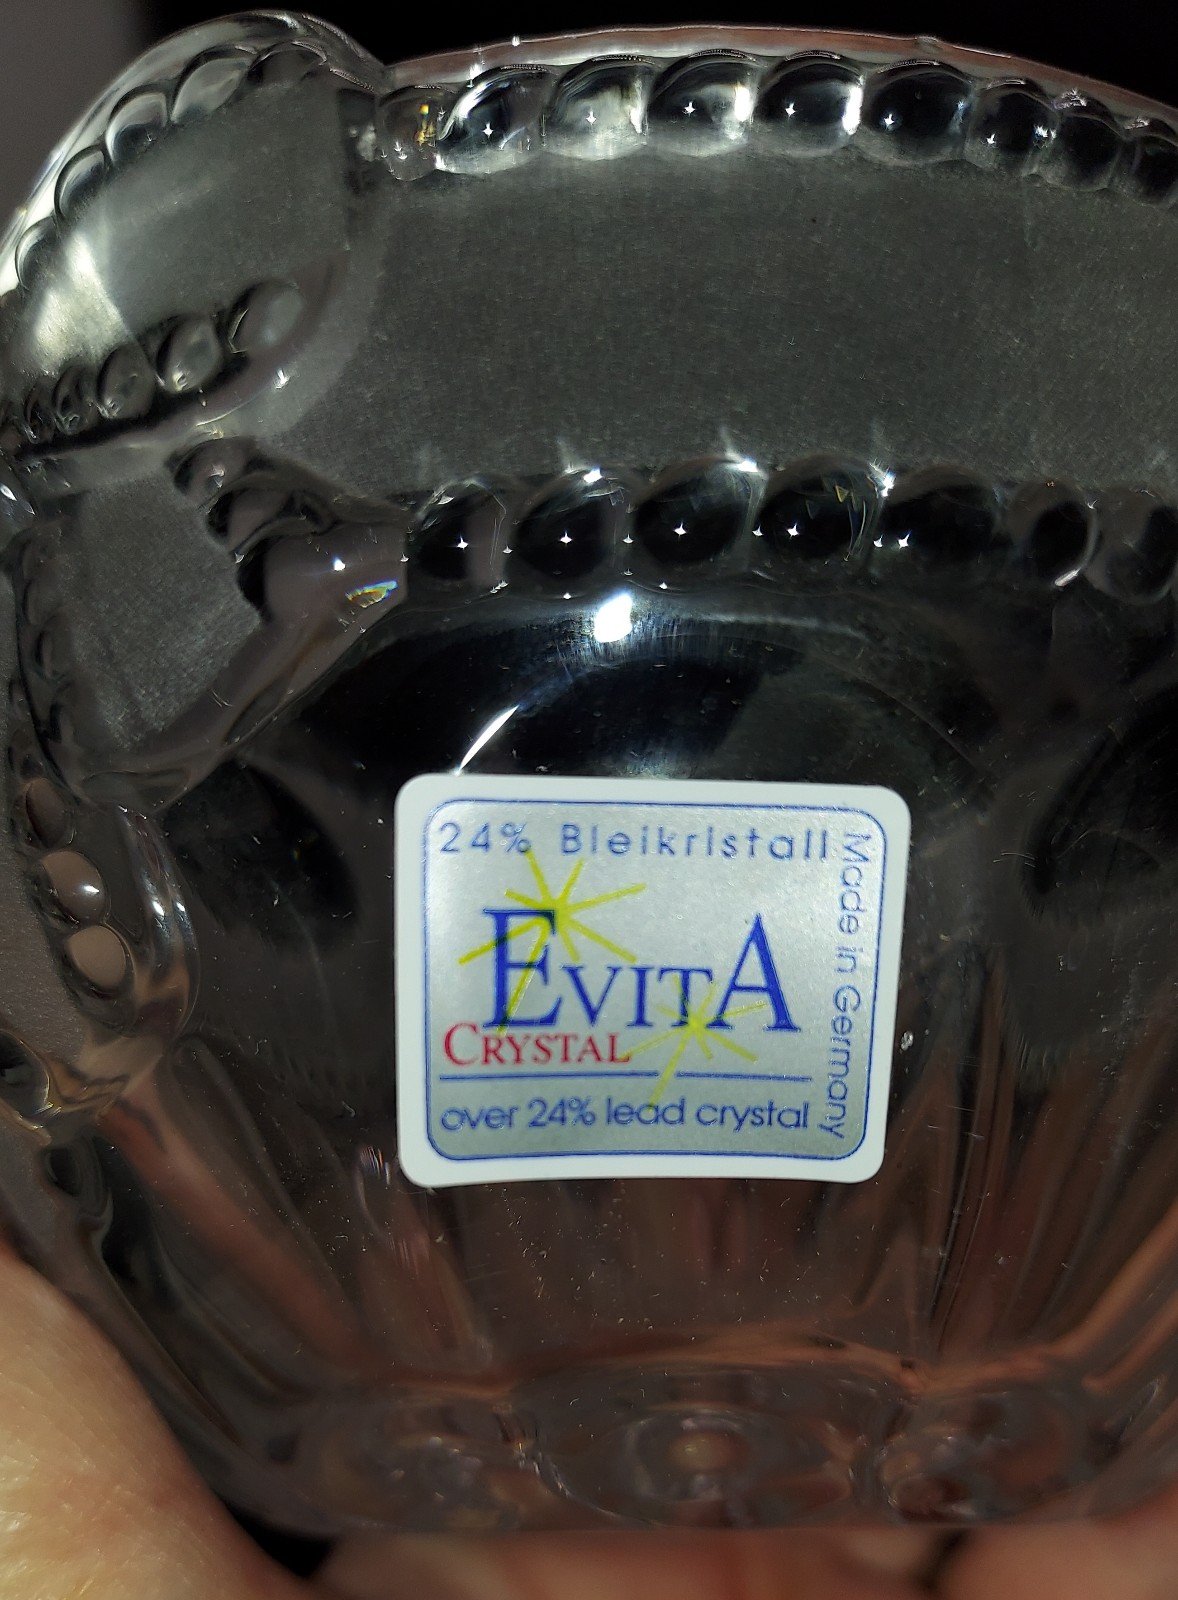 24% Bleikristall
Made in Germany
EVITA
CRYSTAL
over 24% lead crystal